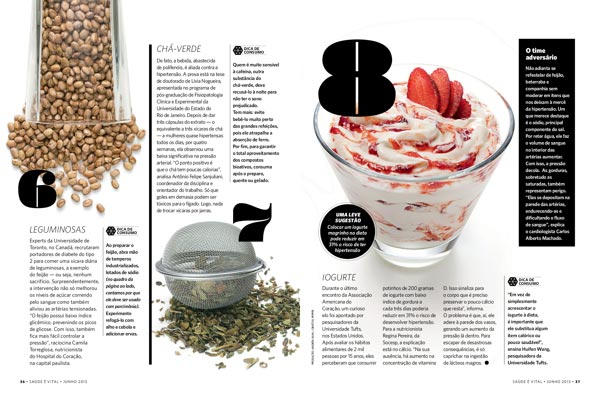 6
LEGUMINOSAS
Experts da Universidade de
Toronto, no Canadá, recrutaram
portadores de diabete do tipo
2 para comer uma xícara diária
de leguminosas, a exemplo
do feijão — ou seja, nenhum
sacrifício. Surpreendentemente,
a intervenção não só melhorou
os níveis de açúcar correndo
pelo sangue como também
aliviou as artérias tensionadas.
"O feijão possui baixo índice
glicêmico, prevenindo os picos
de glicose. Com isso, também
fica mais fácil controlar a
pressão", raciocina Camila
Torreglosa, nutricionista
do Hospital do Coração,
na capital paulista.
DICA DE
CONSUMO
Ao preparar o
feijão, abra mão
de temperos
industrializados,
lotados de sódio
(no quadro da
página ao lado,
contamos por que
ele deve ser usado
com parcimônia).
Experimente
refogá-lo com
alho e cebola e
adicionar ervas.
CHÁ-VERDE
De fato, a bebida, abastecida
de polifenóis, é aliada contra a
hipertensão. A prova está na tese
de doutorado de Lívia Nogueira,
apresentada no programa de
pós-graduação de Fisiopatologia
Clínica e Experimental da
Universidade do Estado do
Rio de Janeiro. Depois de dar
três cápsulas do extrato — o
equivalente a três xícaras de chá
— a mulheres quase hipertensas
todos os dias, por quatro
semanas, ela observou uma
baixa significativa na pressão
arterial. "O ponto positivo é
que o chá tem poucas calorias",
analisa Antônio Felipe Sanjuliani,
coordenador da disciplina e
orientador do trabalho. Só que
goles em demasia podem ser
tóxicos para o fígado. Logo, nada
de trocar xícaras por jarras.
DICA DE
CONSUMO
Quem é muito sensível
à cafeína, outra
substância do
chá-verde, deve
recusá-lo à noite para
não ter o sono
prejudicado.
Tem mais: evite
bebê-lo muito perto
das grandes refeições,
pois ele atrapalha a
absorção de ferro.
Por fim, para garantir
o total aproveitamento
dos compostos
bioativos, consuma
após o preparo,
quente ou gelado.
7
36 • SAÚDE É VITAL • JUNHO 2013
8
UMA LEVE
SUGESTÃO
Colocar um iogurte
magrinho na dieta
pode reduzir em
31% o risco de ter
hipertensão
IOGURTE
Durante o último
encontro da Associação
Americana do
Coração, um curioso
elo foi apontado por
pesquisadores da
Universidade Tufts,
nos Estados Unidos.
Após avaliar os hábitos
alimentares de 2 mil
pessoas por 15 anos, eles
perceberam que consumir
potinhos de 200 gramas
de iogurte com baixo
índice de gordura a
cada três dias poderia
reduzir em 31% o risco de
desenvolver hipertensão.
Para a nutricionista
Regina Pereira, da
Socesp, a explicação
está no cálcio. "Na sua
ausência, há aumento na
concentração de vitamina
D. Isso sinaliza para
o corpo que é preciso
preservar o pouco cálcio
que resta", informa.
O problema é que, aí, ele
adere à parede dos vasos,
gerando um aumento da
pressão lá dentro. Para
escapar de desastrosas
consequências, é só
caprichar na ingestão
de lácteos magros.
O time
adversário
Não adianta se
refestelar de feijão,
beterraba e
companhia sem
moderar em itens que
nos deixam à mercê
da hipertensão. Um
que merece destaque
é o sódio, principal
componente do sal.
Por reter água, ele faz
o volume de sangue
no interior das
artérias aumentar.
Com isso, a pressão
decola. As gorduras,
sobretudo as
saturadas, também
representam perigo.
"Elas se depositam na
parede das artérias,
endurecendo-as e
dificultando o fluxo
de sangue", explica
o cardiologista Carlos
Alberto Machado.
DICA DE
CONSUMO
"Em vez de
simplesmente
acrescentar o
iogurte à dieta,
é importante que
ele substitua algum
item calórico ou
pouco saudável",
ensina Huifen Wang,
pesquisadora da
Universidade Tufts.
SAÚDE É VITAL • JUNHO 2013 • 37